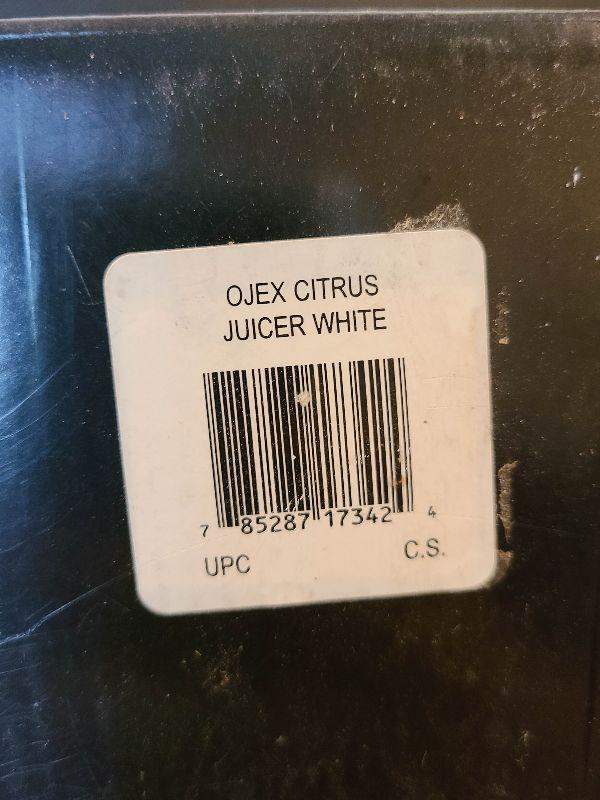 OJEX CITRUS
JUICER WHITE
7 85287 17342 4
UPC C.S.